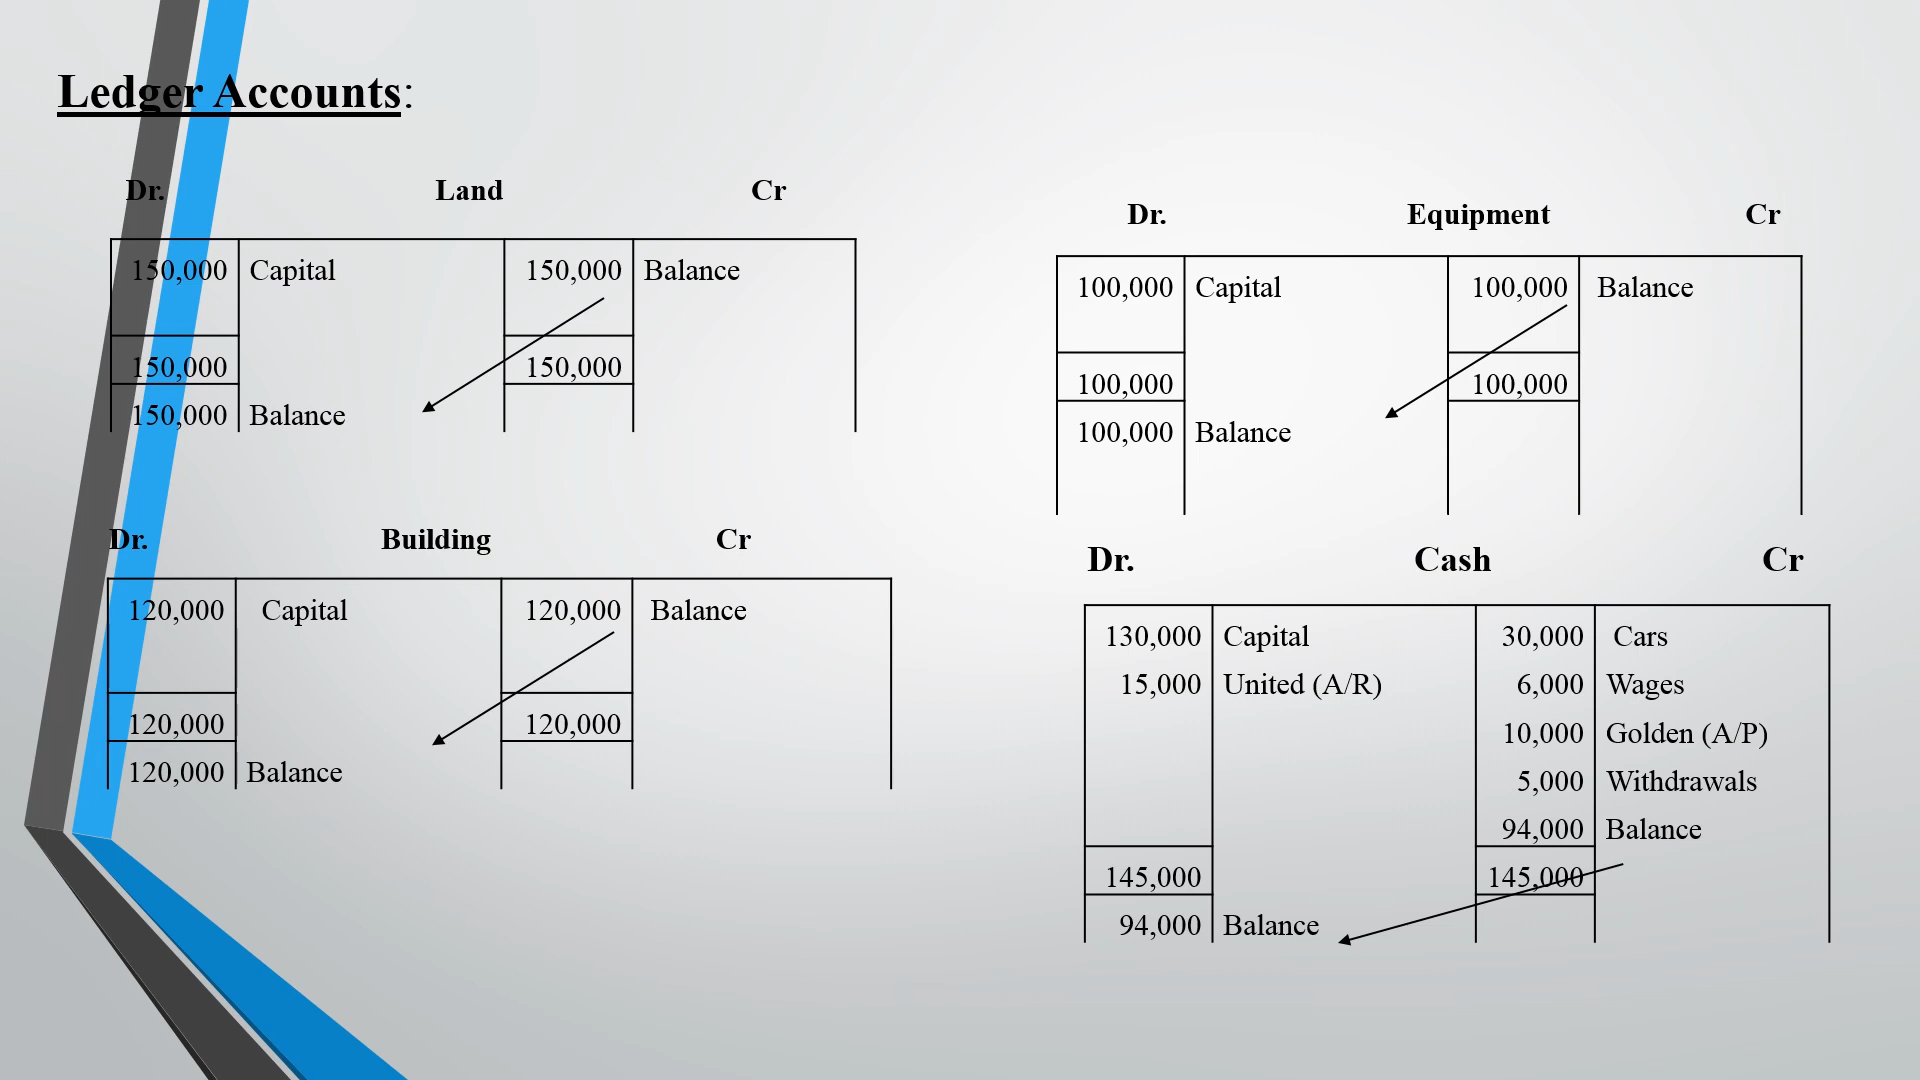 Ledger Accounts:
Dr. Land Cr
150,000 Capital 150,000 Balance
150,000 150,000
150,000 Balance
Dr. Equipment Cr
100,000 Capital 100,000 Balance
100,000 100,000
100,000 Balance
Dr. Building Cr
120,000 Capital 120,000 Balance
120,000 120,000
120,000 Balance
Dr. Cash Cr
130,000 Capital 30,000 Cars
15,000 United (A/R) 6,000 Wages
10,000 Golden (A/P)
5,000 Withdrawals
94,000 Balance
145,000 145,000
94,000 Balance